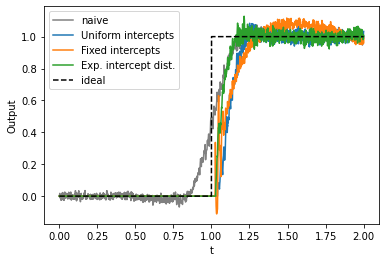 naive
Uniform intercepts
Fixed intercepts
Exp. intercept dist.
ideal
1.0
0.8
0.6
0.4
0.2
0.0
Output
0.00 0.25 0.50 0.75 1.00 1.25 1.50 1.75 2.00
t